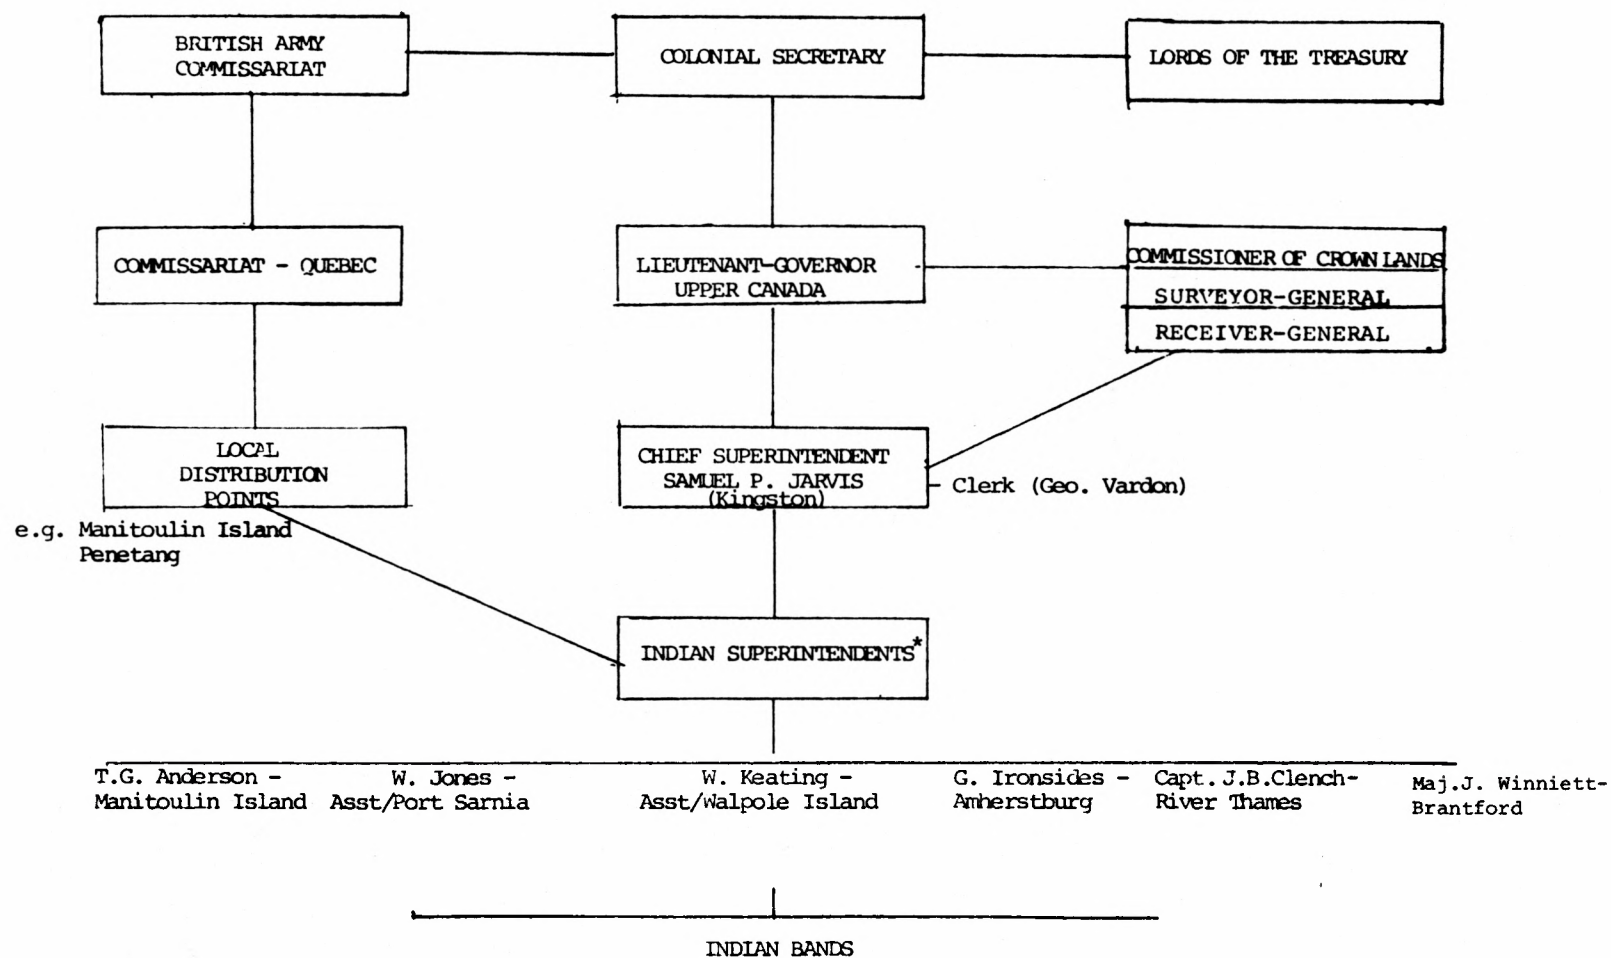 BRITISH ARMY
COMMISSARIAT
COLONIAL SECRETARY
LORDS OF THE TREASURY
COMMISSARIAT - QUEBEC
LIEUTENANT-GOVERNOR
UPPER CANADA
COMMISSIONER OF CROWN LANDS
SURVEYOR-GENERAL
RECEIVER-GENERAL
LOCAL
DISTRIBUTION
POINTS
e.g. Manitoulin Island
Penetang
CHIEF SUPERINTENDENT
SAMUEL P. JARVIS
(Kingston)
Clerk (Geo. Vardon)
INDIAN SUPERINTENDENTS*
T.G. Anderson -
Manitoulin Island
W. Jones -
Asst/Port Sarnia
W. Keating -
Asst/Walpole Island
G. Ironsides -
Amherstburg
Capt. J.B.Clench-
River Thames
Maj.J. Winniett-
Brantford
INDIAN BANDS